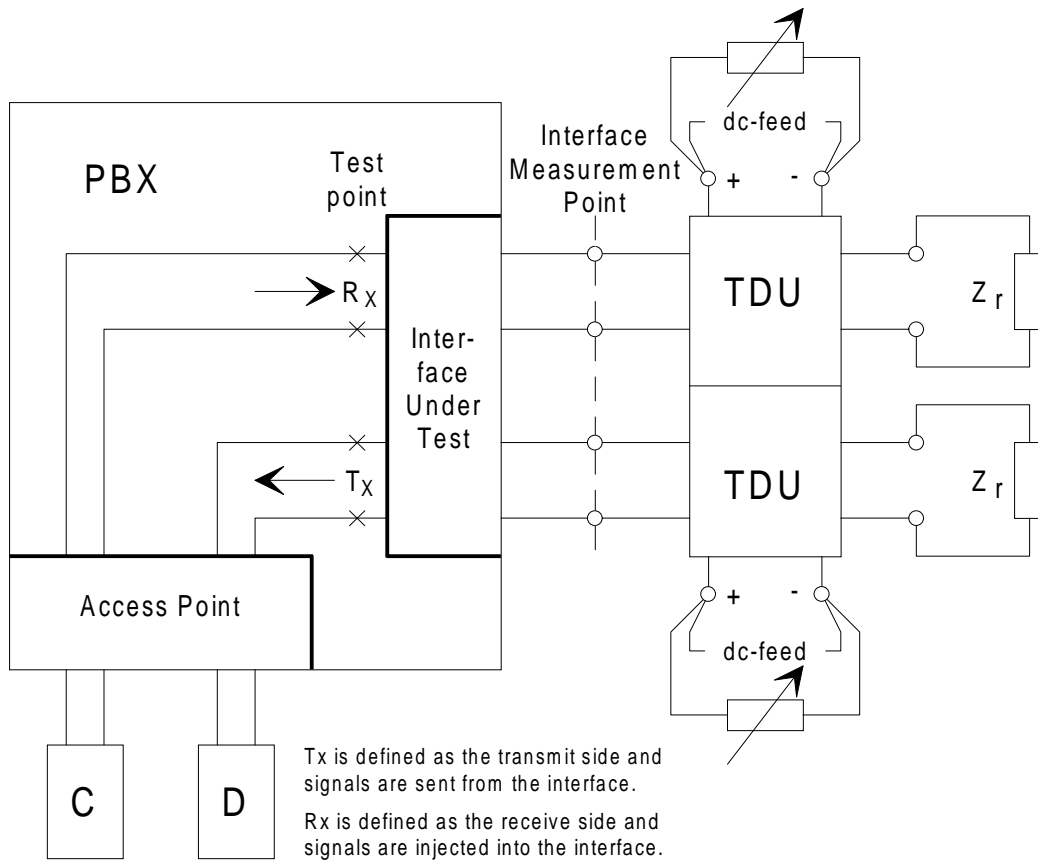 PBX
Test
point
Interface
Measurement
Point
dc-feed
+ -
R X
Inter-
face
Under
Test
T X
TDU
Z r
TDU
Z r
+ -
dc-feed
Access Point
C
D
Tx is defined as the transmit side and
signals are sent from the interface.
Rx is defined as the receive side and
signals are injected into the interface.